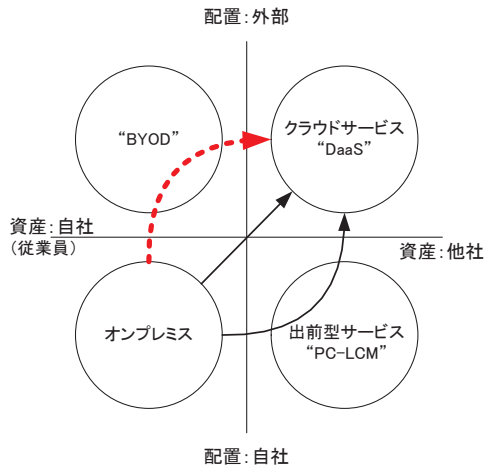 配置:外部
“BYOD”
クラウドサービス
“DaaS”
資産:自社
(従業員)
資産:他社
オンプレミス
出前型サービス
“PC-LCM”
配置:自社